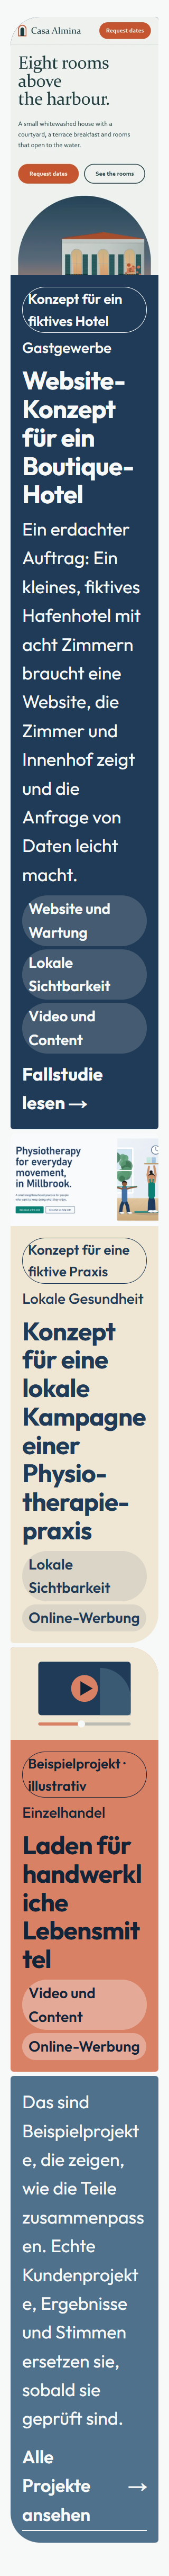 Casa Almina
Request dates
Eight rooms
above
the harbour.
A small whitewashed house with a
courtyard, a terrace breakfast and rooms
that open to the water.
Request dates
See the rooms
Konzept für ein
fiktives Hotel
Gastgewerbe
Website-
Konzept
für ein
Boutique-
Hotel
Ein erdachter
Auftrag: Ein
kleines, fiktives
Hafenhotel mit
acht Zimmern
braucht eine
Website, die
Zimmer und
Innenhof zeigt
und die
Anfrage von
Daten leicht
macht.
Website und
Wartung
Lokale
Sichtbarkeit
Video und
Content
Fallstudie
lesen →
Physiotherapy
for everyday
movement,
in Millbrook.
Konzept für eine
fiktive Praxis
Lokale Gesundheit
Konzept
für eine
lokale
Kampagne
einer
Physio-
therapie-
praxis
Lokale
Sichtbarkeit
Online-Werbung
Beispielprojekt ·
illustrativ
Einzelhandel
Laden für
handwerkl
iche
Lebensmit
tel
Video und
Content
Online-Werbung
Das sind
Beispielprojekt
e, die zeigen,
wie die Teile
zusammenpass
en. Echte
Kundenprojekt
e, Ergebnisse
und Stimmen
ersetzen sie,
sobald sie
geprüft sind.
Alle
Projekte →
ansehen